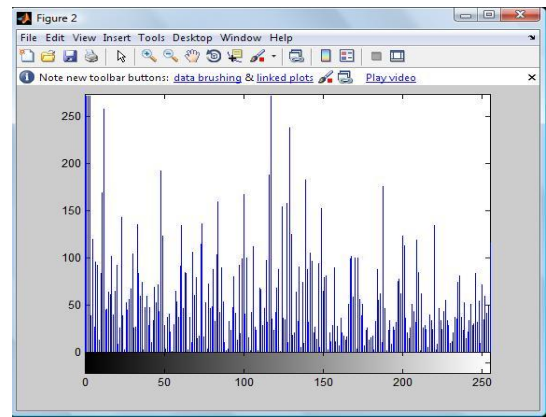 Figure 2
File Edit View Insert Tools Desktop Window Help
Note new toolbar buttons: data brushing & linked plots Play video
250
200
150
100
50
0
0 50 100 150 200 250